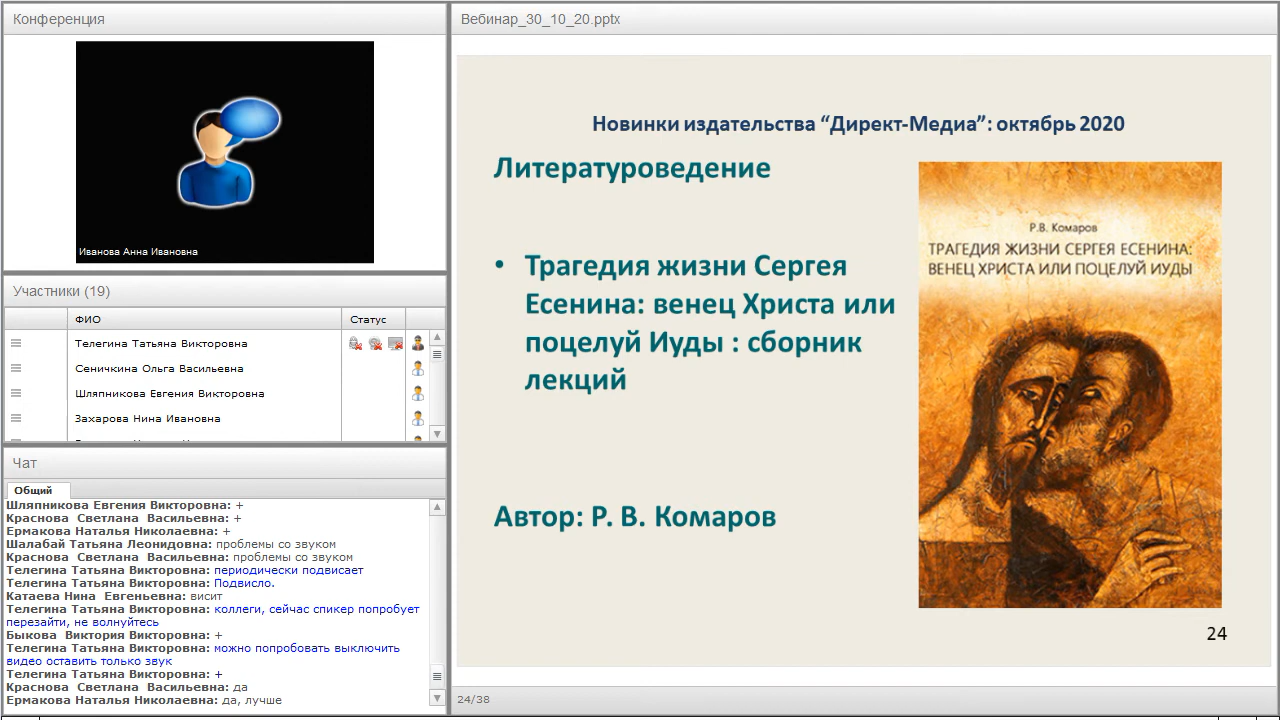 Конференция
Иванова Анна Ивановна
Участники (19)
ФИО
Статус
Телегина Татьяна Викторовна
Сеничкина Ольга Васильевна
Шляпникова Евгения Викторовна
Захарова Нина Ивановна
Чат
Общий
Шляпникова Евгения Викторовна: +
Краснова Светлана Васильевна: +
Ермакова Наталья Николаевна: +
Шалабай Татьяна Леонидовна: проблемы со звуком
Краснова Светлана Васильевна: проблемы со звуком
Телегина Татьяна Викторовна: периодически подвисает
Телегина Татьяна Викторовна: Подвисло.
Катаева Нина Евгеньевна: висит
Телегина Татьяна Викторовна: коллеги, сейчас спикер попробует
перезайти, не волнуйтесь
Быкова Виктория Викторовна: +
Телегина Татьяна Викторовна: можно попробовать выключить
видео оставить только звук
Телегина Татьяна Викторовна: +
Краснова Светлана Васильевна: да
Ермакова Наталья Николаевна: да, лучше
Вебинар_30_10_20.pptx
Новинки издательства “Директ-Медиа”: октябрь 2020
Литературоведение
• Трагедия жизни Сергея
Есенина: венец Христа или
поцелуй Иуды : сборник
лекций
Автор: Р. В. Комаров
Р.В. Комаров
ТРАГЕДИЯ ЖИЗНИ СЕРГЕЯ ЕСЕНИНА:
ВЕНЕЦ ХРИСТА ИЛИ ПОЦЕЛУЙ ИУДЫ
24
24/38